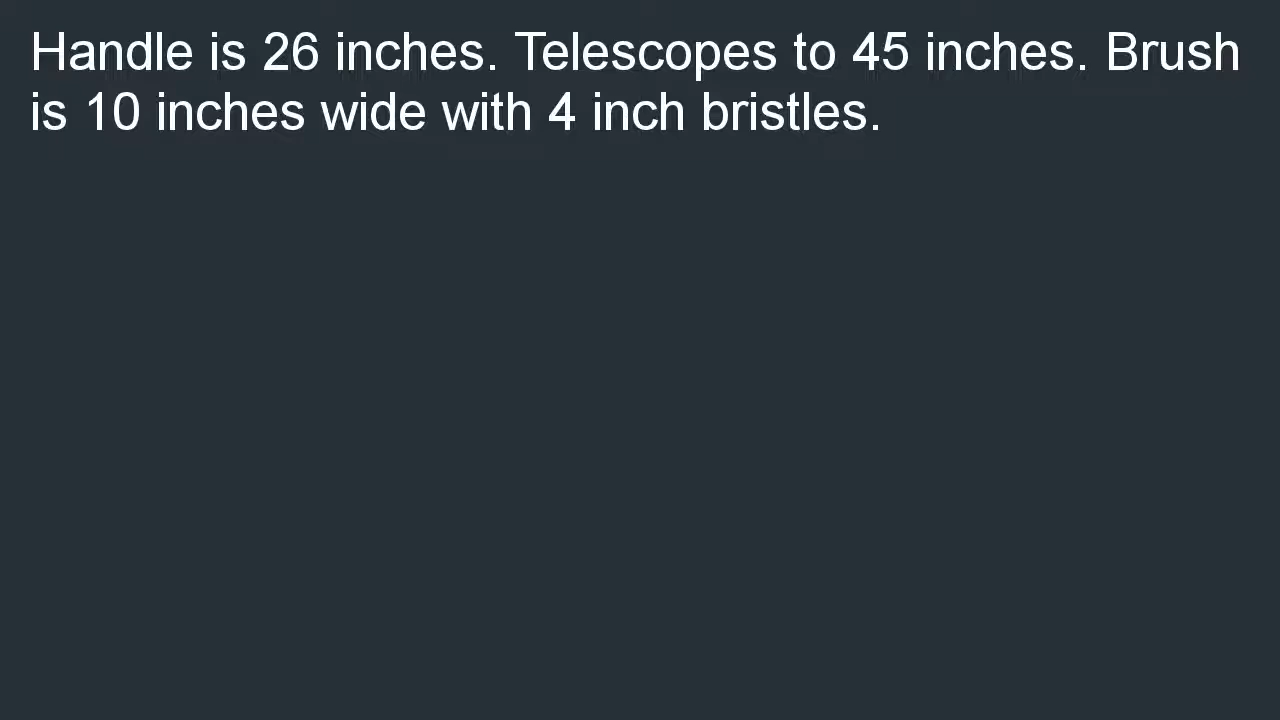 Handle is 26 inches. Telescopes to 45 inches. Brush
is 10 inches wide with 4 inch bristles.